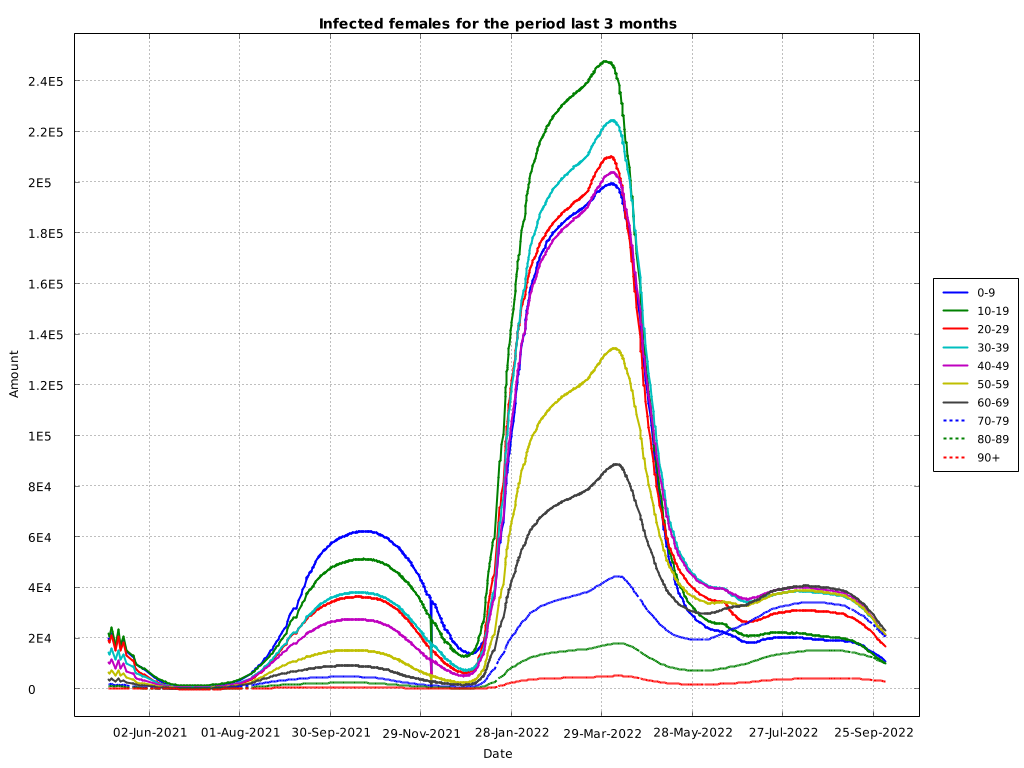 Infected females for the period last 3 months
2.4E5
2.2E5
2E5
1.8E5
1.6E5
1.4E5
1.2E5
1E5
8E4
6E4
4E4
2E4
0
Amount
02-Jun-2021 01-Aug-2021 30-Sep-2021 29-Nov-2021 28-Jan-2022 29-Mar-2022 28-May-2022 27-Jul-2022 25-Sep-2022
Date
0-9
10-19
20-29
30-39
40-49
50-59
60-69
70-79
80-89
90+